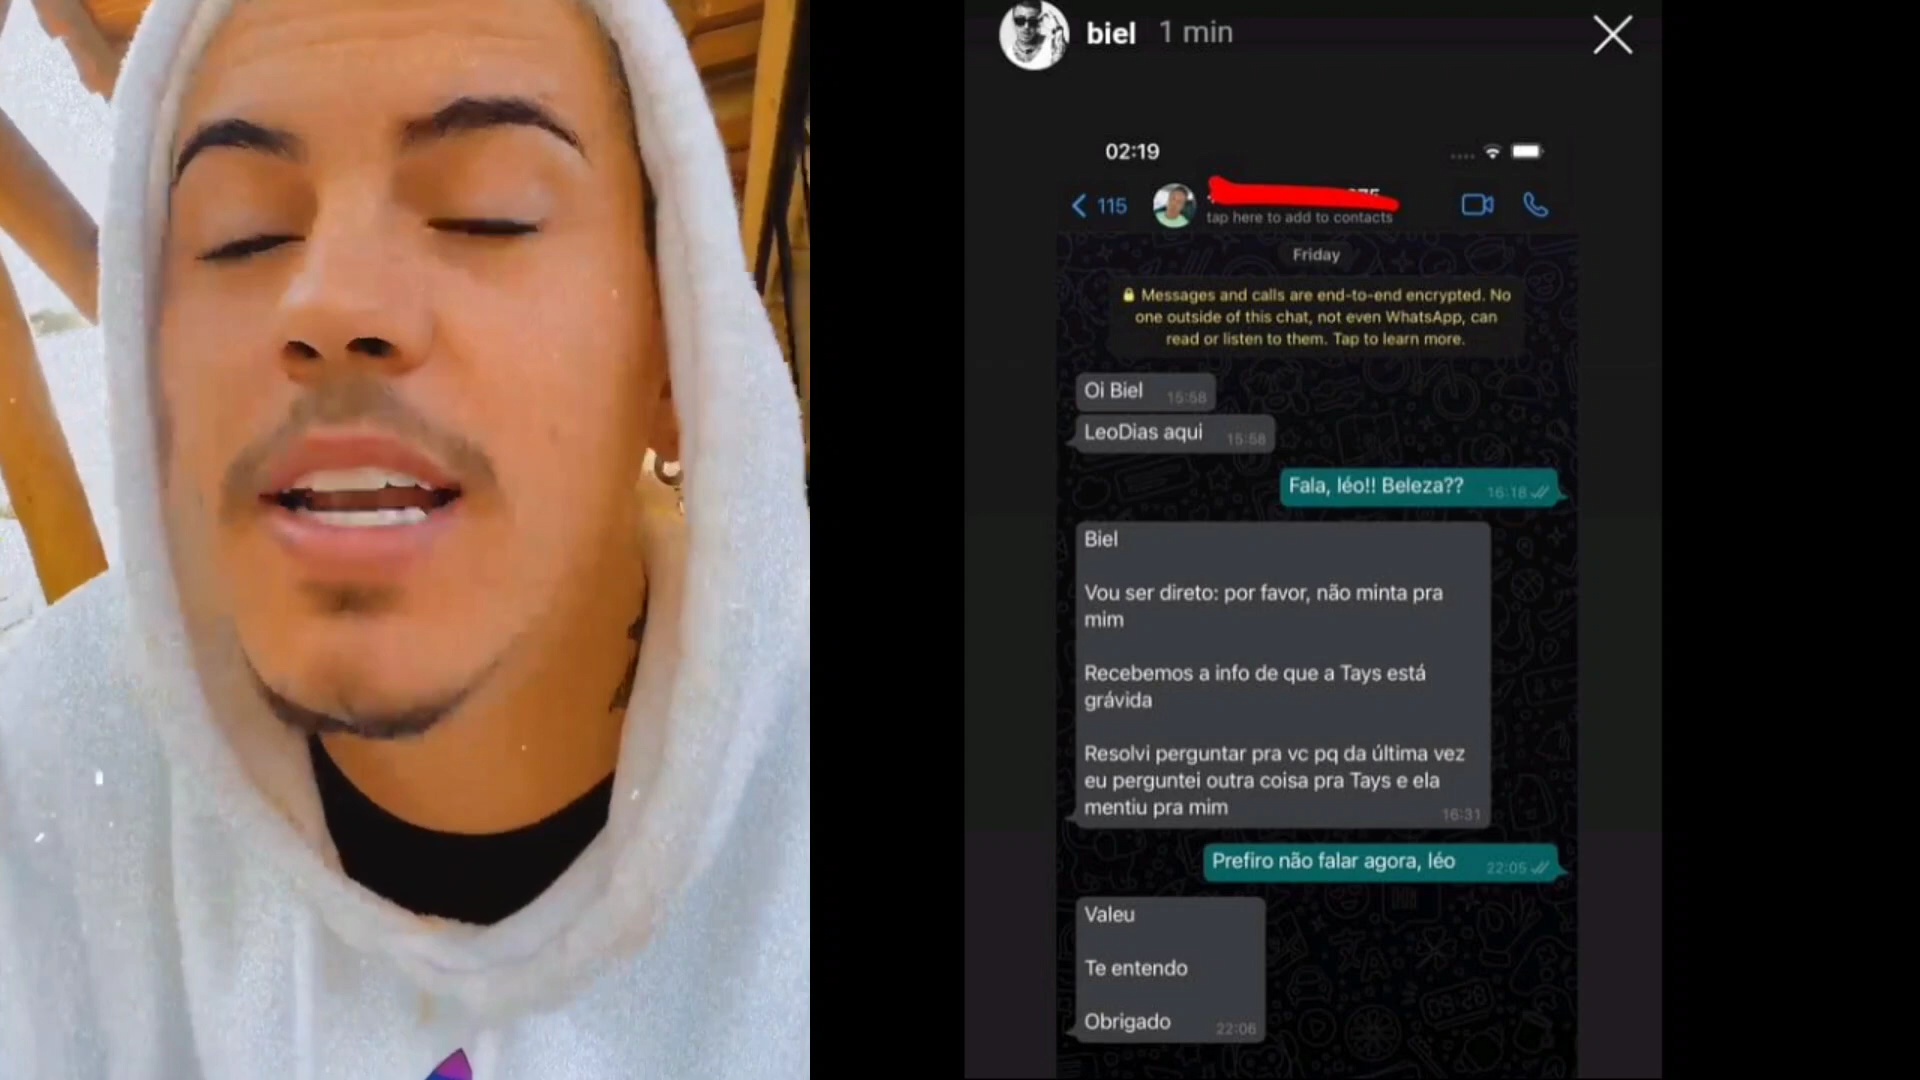 biel 1 min
02:19
115
tap here to add to contacts
Friday
Messages and calls are end-to-end encrypted. No
one outside of this chat, not even WhatsApp, can
read or listen to them. Tap to learn more.
Oi Biel 15:58
LeoDias aqui 15:58
Fala, léo!! Beleza?? 16:18
Biel
Vou ser direto: por favor, não minta pra
mim
Recebemos a info de que a Tays está
grávida
Resolvi perguntar pra vc pq da última vez
eu perguntei outra coisa pra Tays e ela
mentiu pra mim
16:31
Prefiro não falar agora, léo 22:05
Valeu
Te entendo
Obrigado 22:06